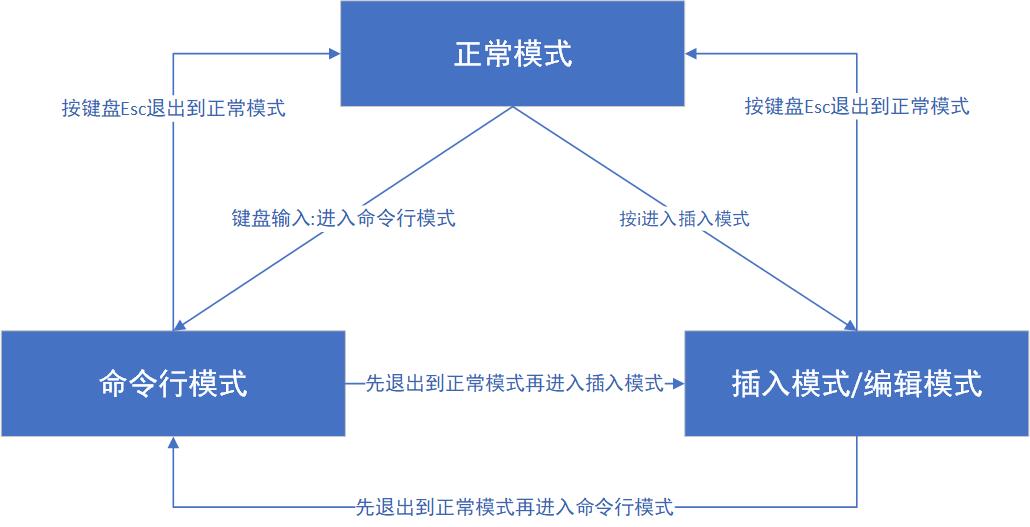 正常模式
按键盘Esc退出到正常模式
按键盘Esc退出到正常模式
键盘输入:进入命令行模式
按i进入插入模式
命令行模式
先退出到正常模式再进入插入模式
插入模式/编辑模式
先退出到正常模式再进入命令行模式